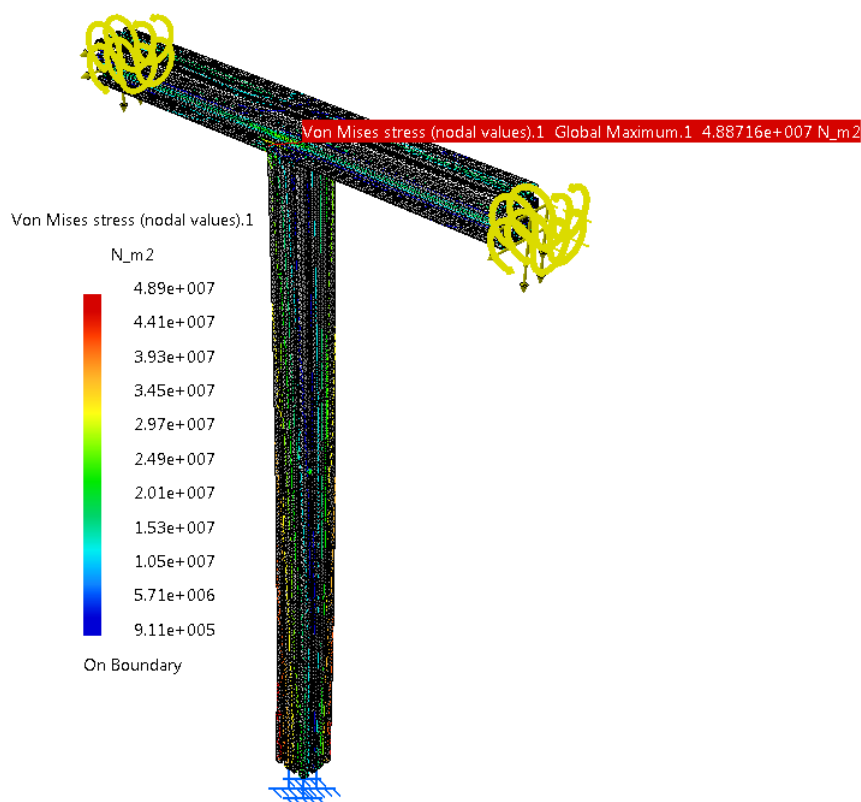 Von Mises stress (nodal values).1 Global Maximum.1 4.88716e+007 N_m2
Von Mises stress (nodal values).1
N_m2
4.89e+007
4.41e+007
3.93e+007
3.45e+007
2.97e+007
2.49e+007
2.01e+007
1.53e+007
1.05e+007
5.71e+006
9.11e+005
On Boundary